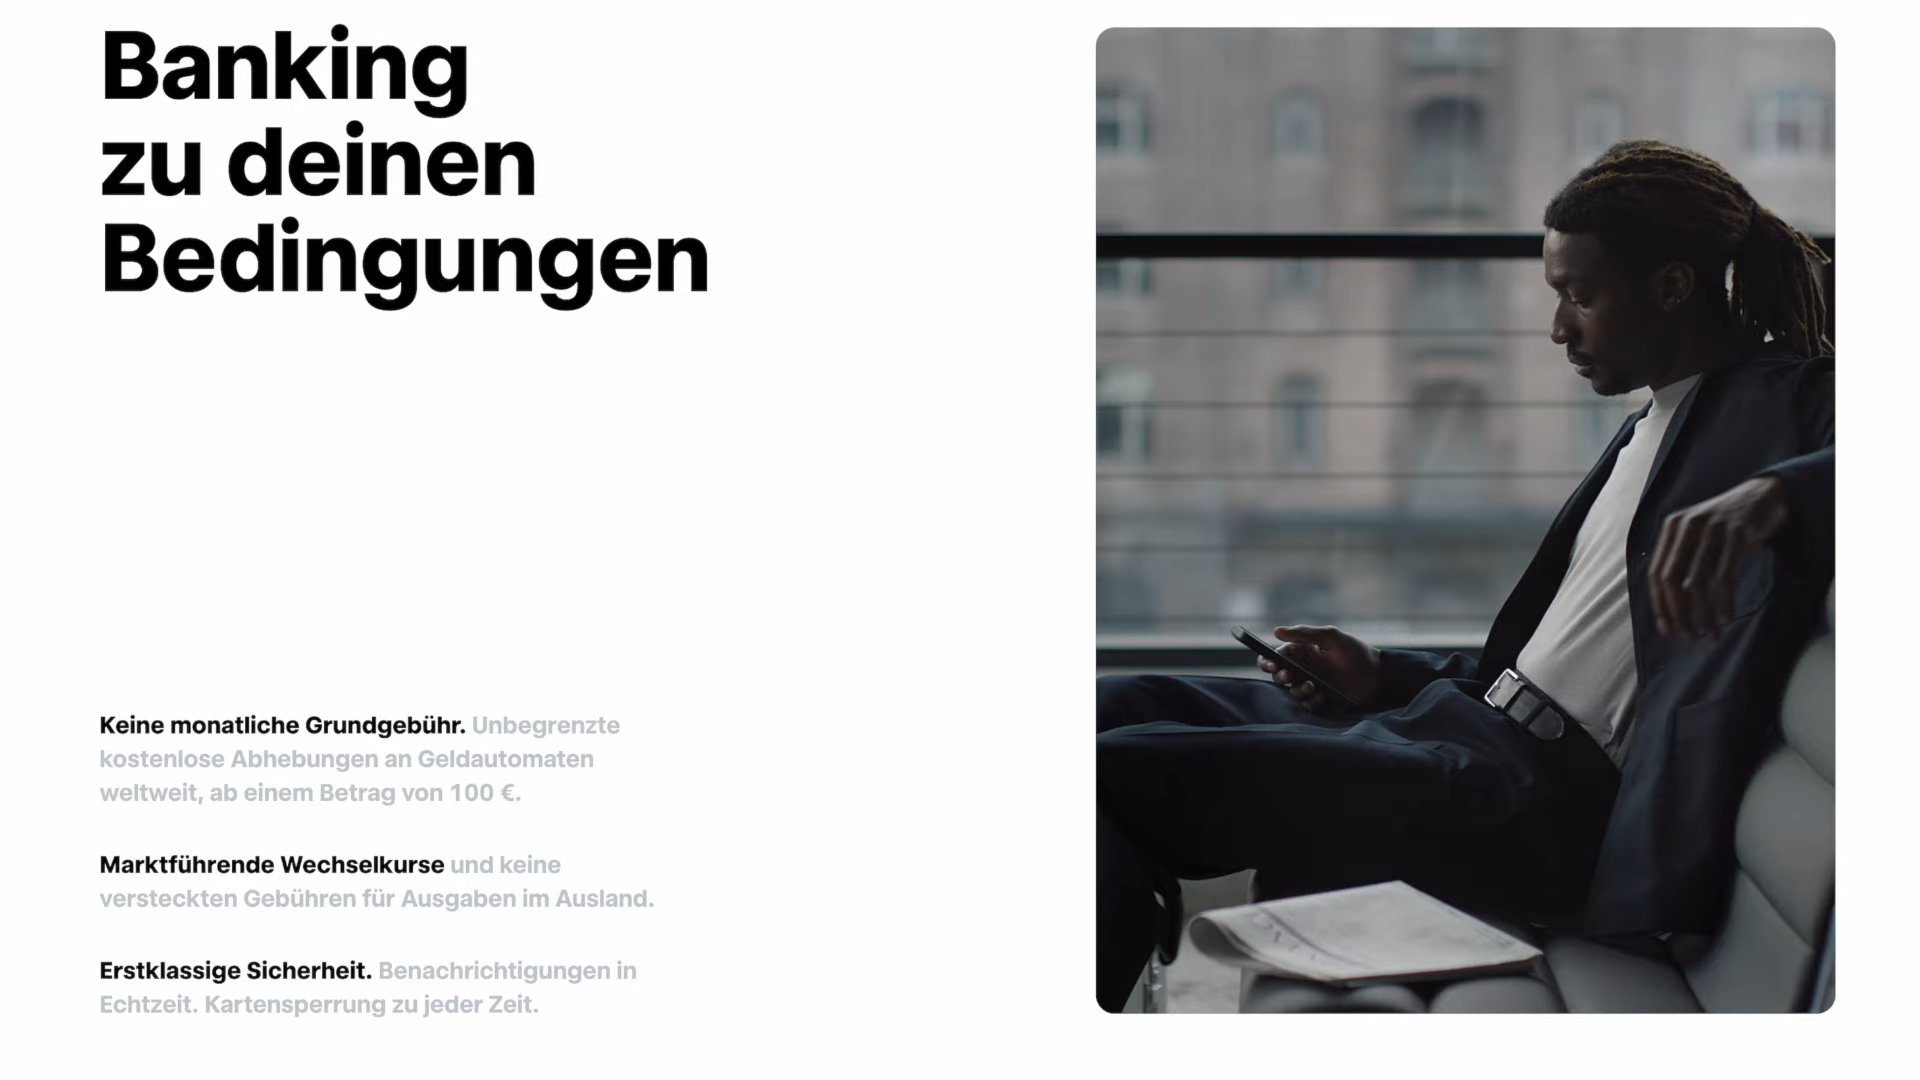 Banking
zu deinen
Bedingungen
Keine monatliche Grundgebühr. Unbegrenzte
kostenlose Abhebungen an Geldautomaten
weltweit, ab einem Betrag von 100 €.
Marktführende Wechselkurse und keine
versteckten Gebühren für Ausgaben im Ausland.
Erstklassige Sicherheit. Benachrichtigungen in
Echtzeit. Kartensperrung zu jeder Zeit.